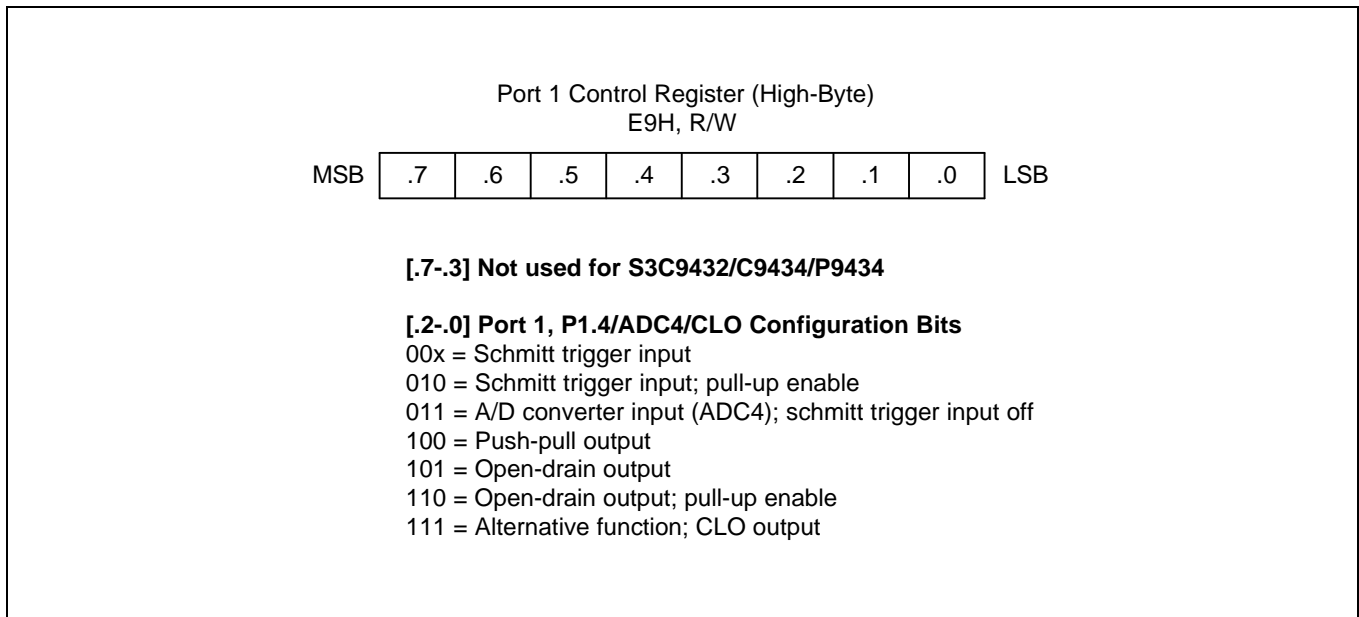 Port 1 Control Register (High-Byte)
E9H, R/W
MSB .7 .6 .5 .4 .3 .2 .1 .0 LSB
[.7-.3] Not used for S3C9432/C9434/P9434
[.2-.0] Port 1, P1.4/ADC4/CLO Configuration Bits
00x = Schmitt trigger input
010 = Schmitt trigger input; pull-up enable
011 = A/D converter input (ADC4); schmitt trigger input off
100 = Push-pull output
101 = Open-drain output
110 = Open-drain output; pull-up enable
111 = Alternative function; CLO output